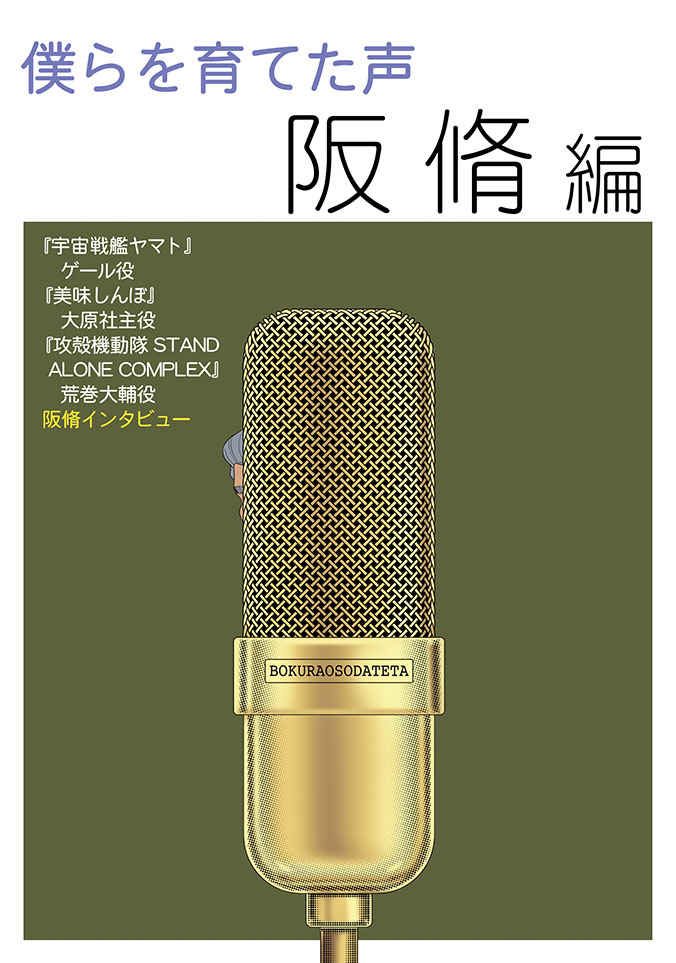 僕らを育てた声
阪 脩 編
『宇宙戦艦ヤマト』
ゲール役
『美味しんぼ』
大原社主役
『攻殻機動隊 STAND
ALONE COMPLEX』
荒巻大輔役
阪脩インタビュー
BOKURAOSODATETA